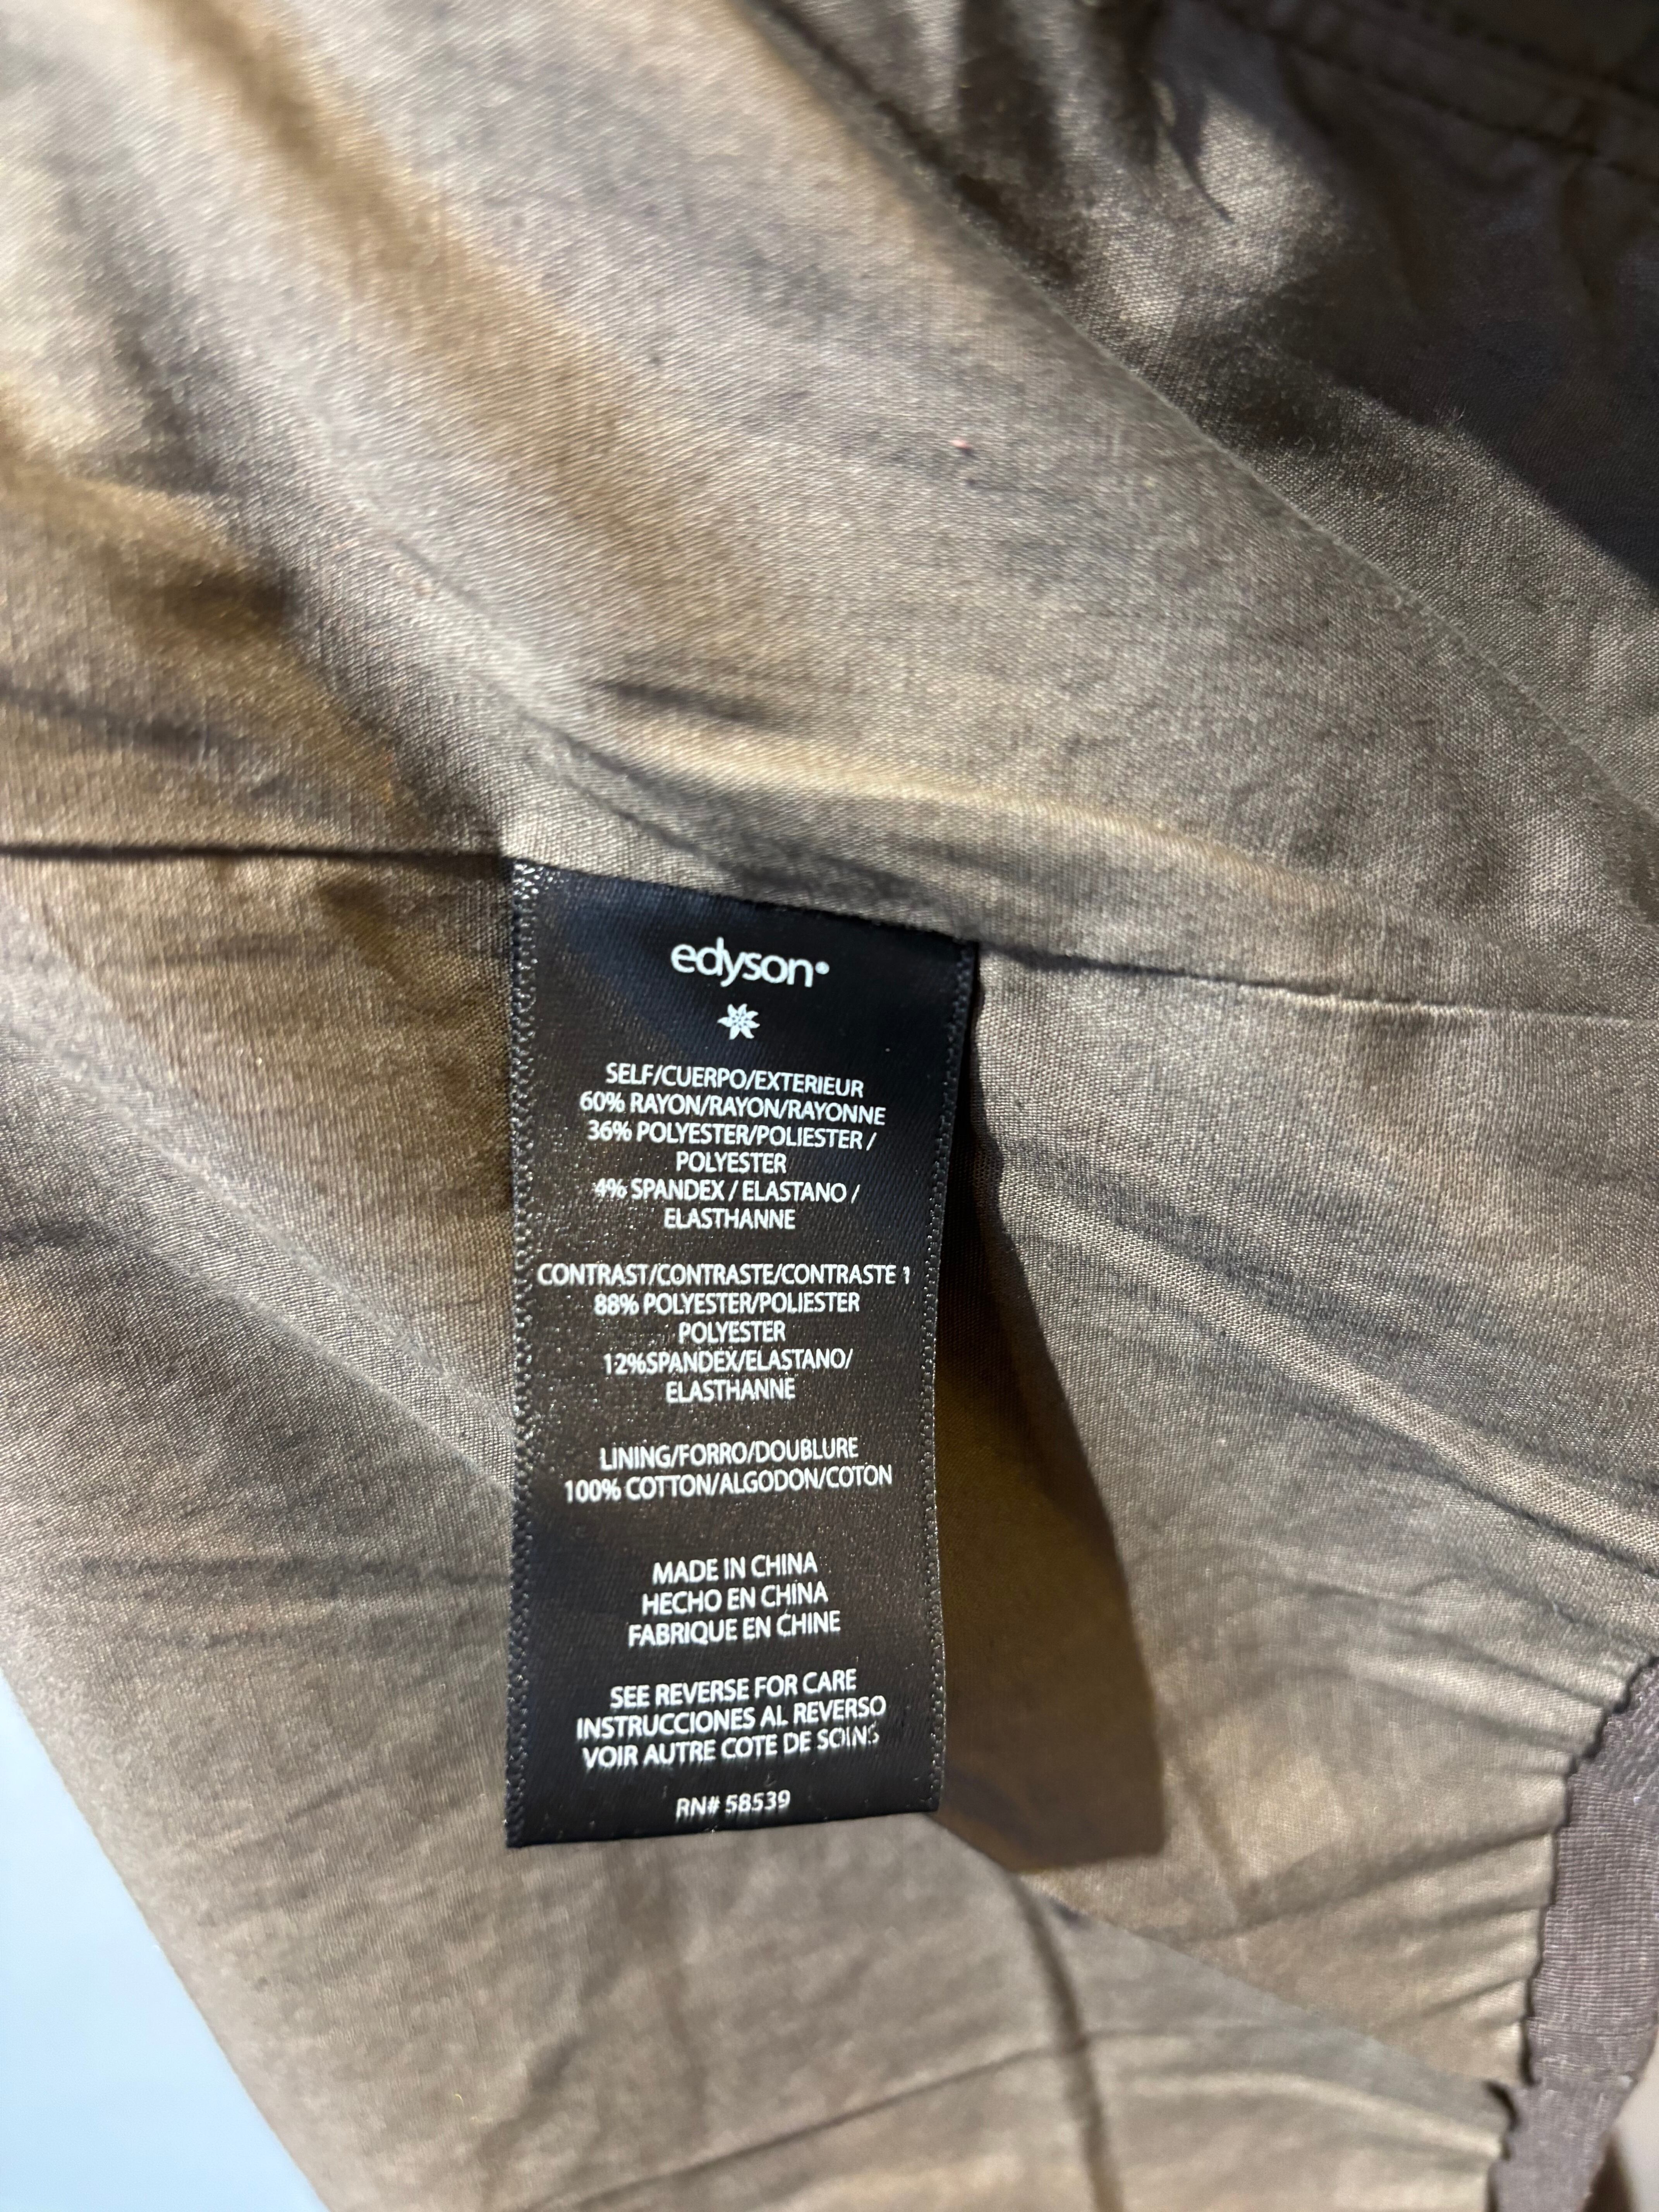 edyson®
SELF/CUERPO/EXTERIEUR
60% RAYON/RAYON/RAYONNE
36% POLYESTER/POLIESTER /
POLYESTER
4% SPANDEX / ELASTANO /
ELASTHANNE
CONTRAST/CONTRASTE/CONTRASTE 1
88% POLYESTER/POLIESTER
POLYESTER
12%SPANDEX/ELASTANO/
ELASTHANNE
LINING/FORRO/DOUBLURE
100% COTTON/ALGODON/COTON
MADE IN CHINA
HECHO EN CHINA
FABRIQUE EN CHINE
SEE REVERSE FOR CARE
INSTRUCCIONES AL REVERSO
VOIR AUTRE COTE DE SOINS
RN# 58539